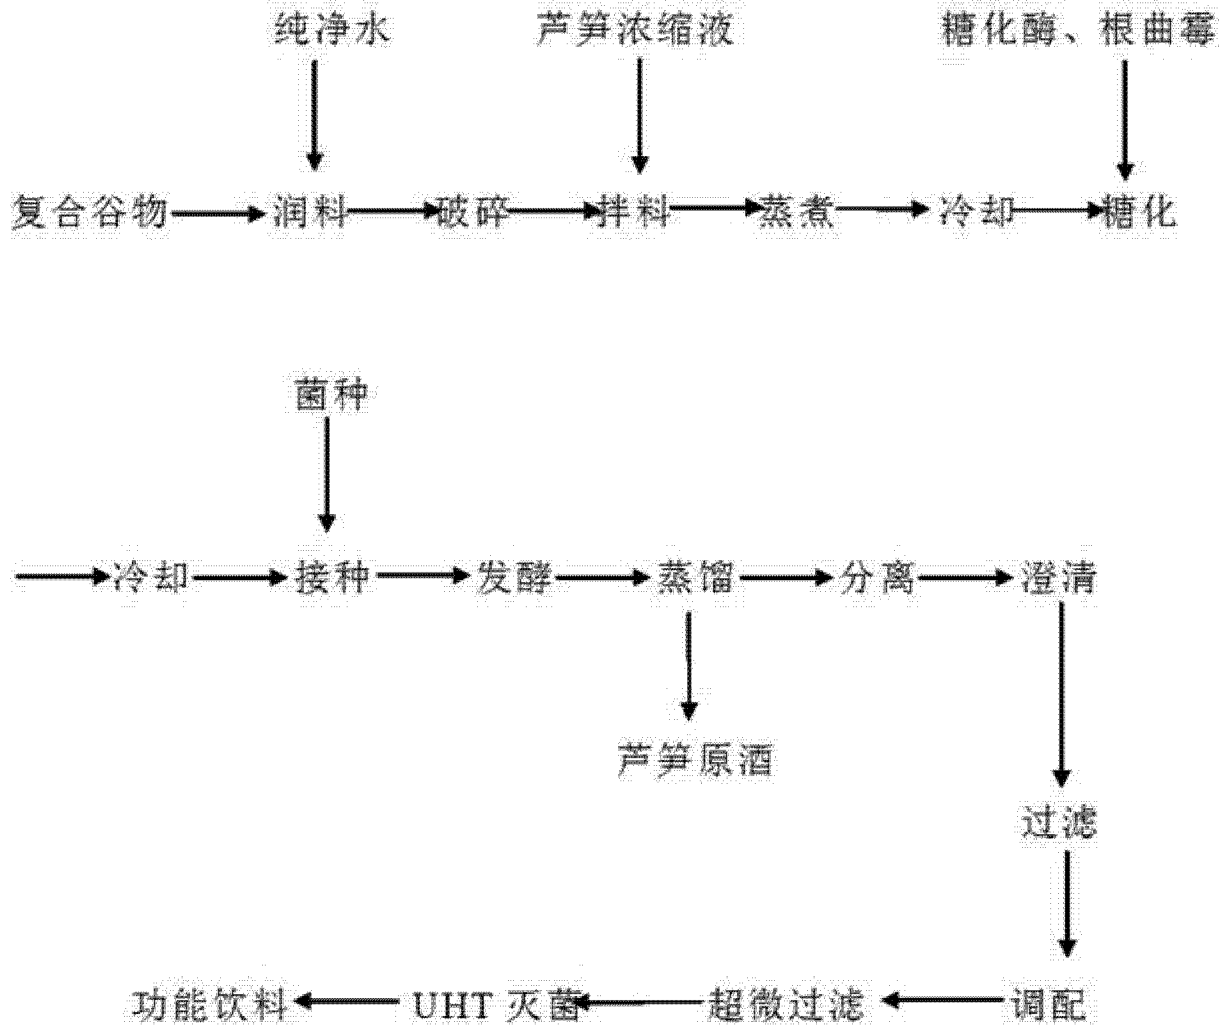 纯净水 芦笋浓缩液 糖化酶、根曲霉
复合谷物 润料 破碎 拌料 蒸煮 冷却 糖化
菌种
冷却 接种 发酵 蒸馏 分离 澄清
芦笋原酒
过滤
功能饮料 UHT 灭菌 超微过滤 调配